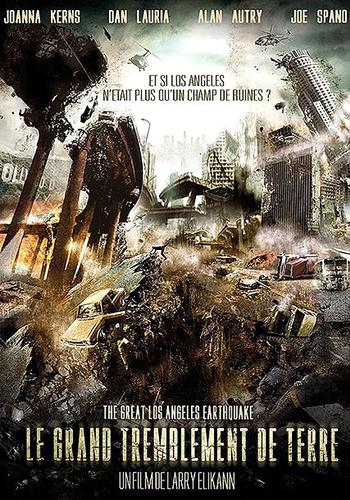 JOANNA KERNS DAN LAURIA ALAN AUTRY JOE SPANO
ET SI LOS ANGELES
N'ETAIT PLUS QU'UN CHAMP DE RUINES ?
THE GREAT LOS ANGELES EARTHQUAKE
LE GRAND TREMBLEMENT DE TERRE
UN FILM DE LARRY ELIKANN